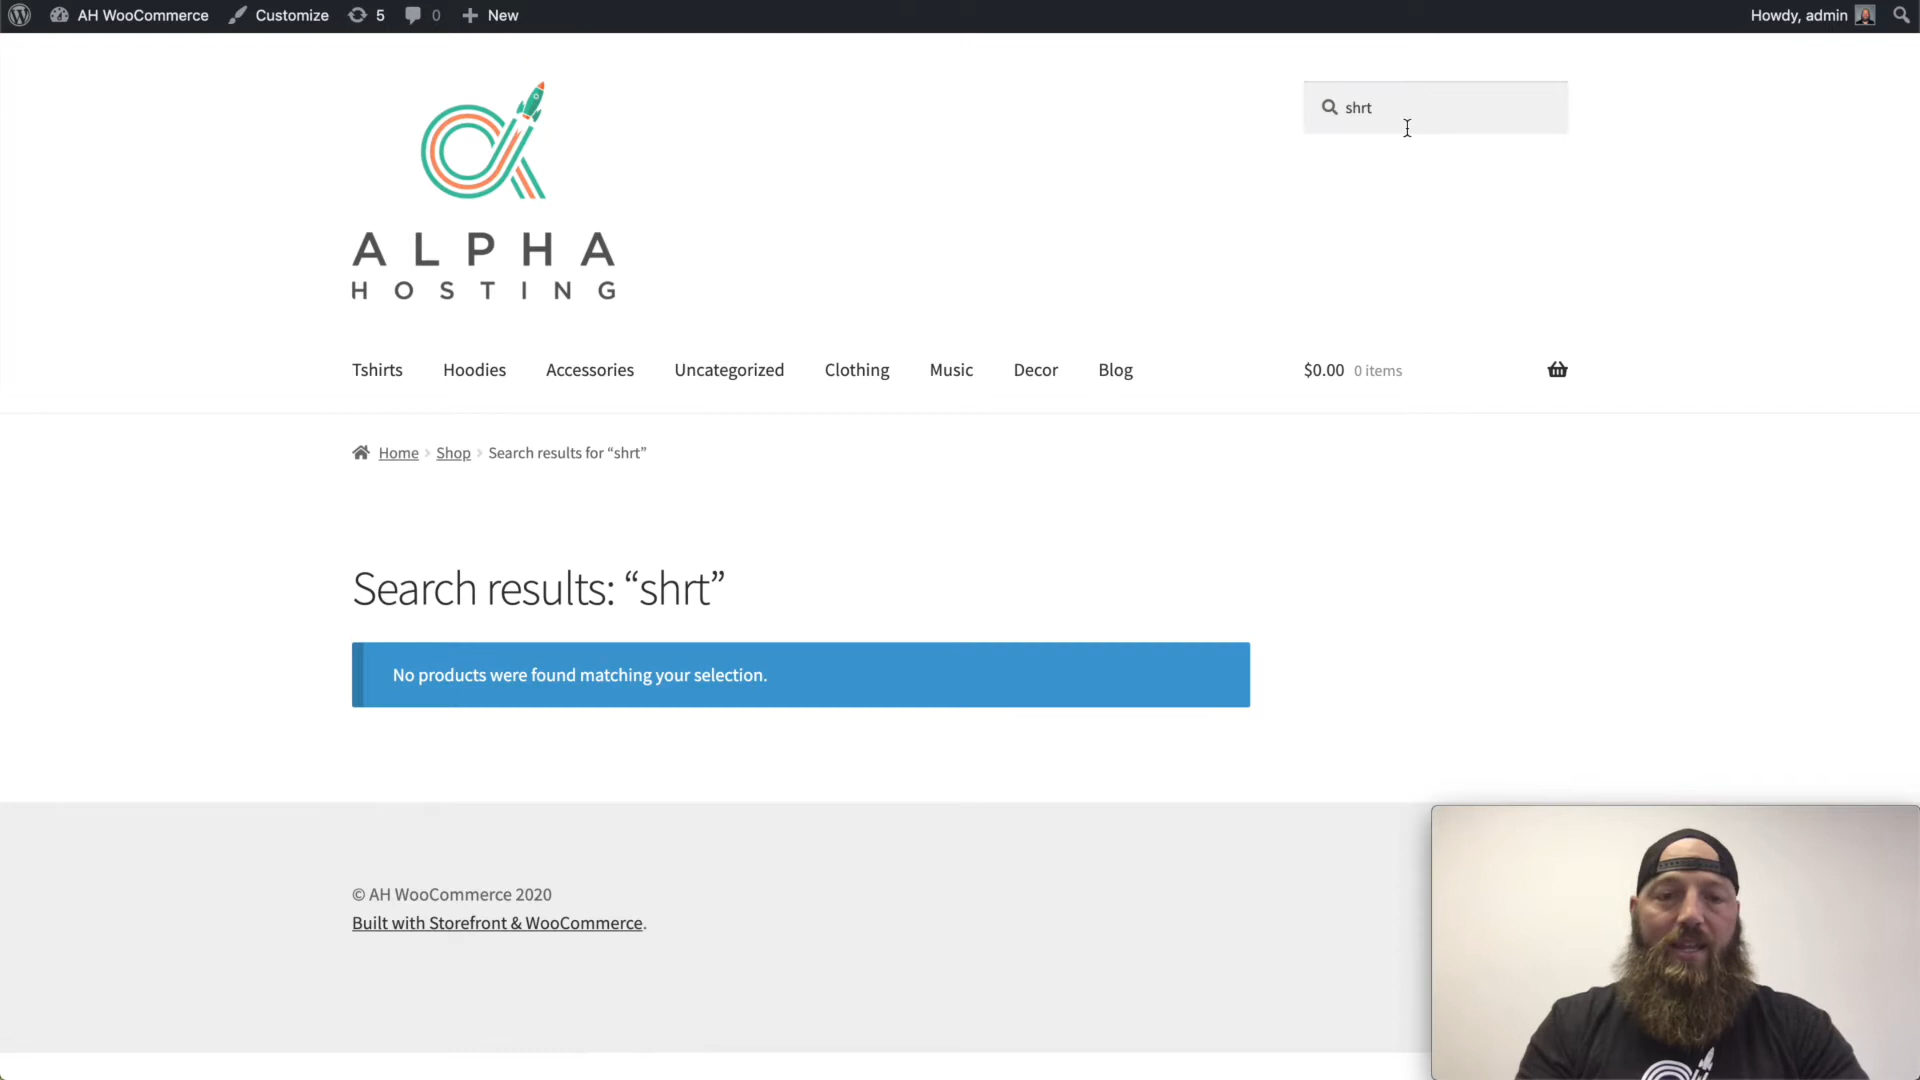 AH WooCommerce Customize 5 0 New Howdy, admin
shrt
ALPHA
HOSTING
Tshirts Hoodies Accessories Uncategorized Clothing Music Decor Blog $0.00 0 items
Home Shop Search results for “shrt”
Search results: “shrt”
No products were found matching your selection.
© AH WooCommerce 2020
Built with Storefront & WooCommerce.